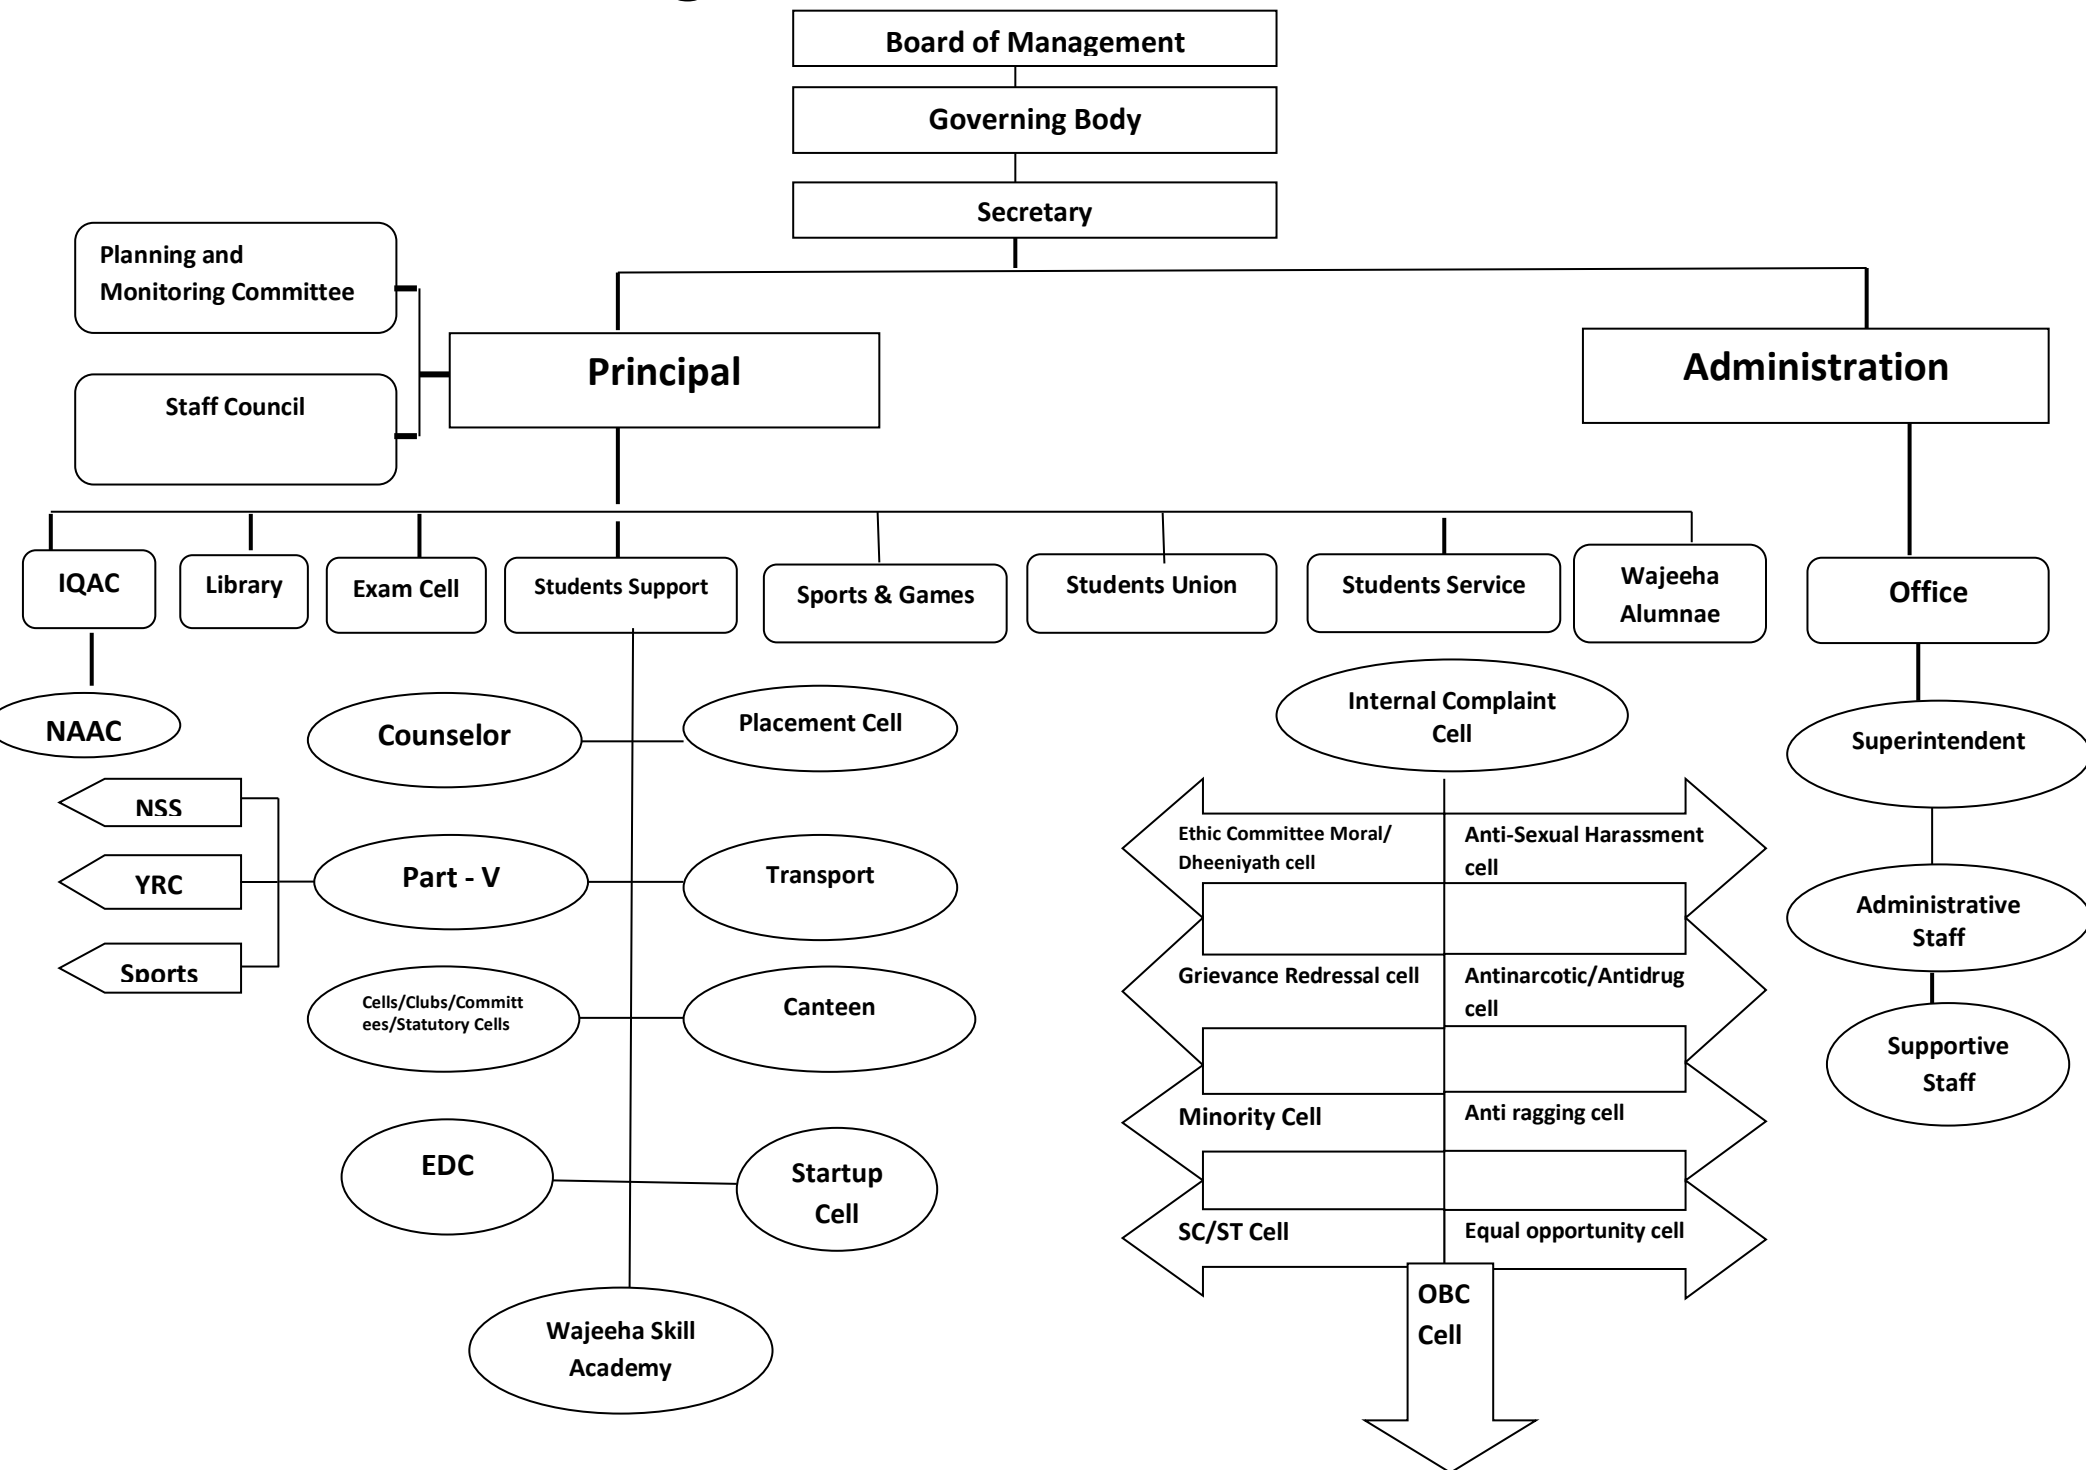 Board of Management
Governing Body
Secretary
Planning and
Monitoring Committee
Principal
Administration
Staff Council
IQAC
Library
Exam Cell
Students Support
Sports & Games
Students Union
Students Service
Wajeeha
Alumnae
Office
NAAC
Counselor
Placement Cell
Internal Complaint
Cell
Superintendent
NSS
YRC
Sports
Part - V
Transport
Ethic Committee Moral/
Dheeniyath cell
Anti-Sexual Harassment
cell
Administrative
Staff
Cells/Clubs/Committ
ees/Statutory Cells
Canteen
Grievance Redressal cell
Antinarcotic/Antidrug
cell
Supportive
Staff
EDC
Startup
Cell
Minority Cell
Anti ragging cell
SC/ST Cell
Equal opportunity cell
OBC
Cell
Wajeeha Skill
Academy